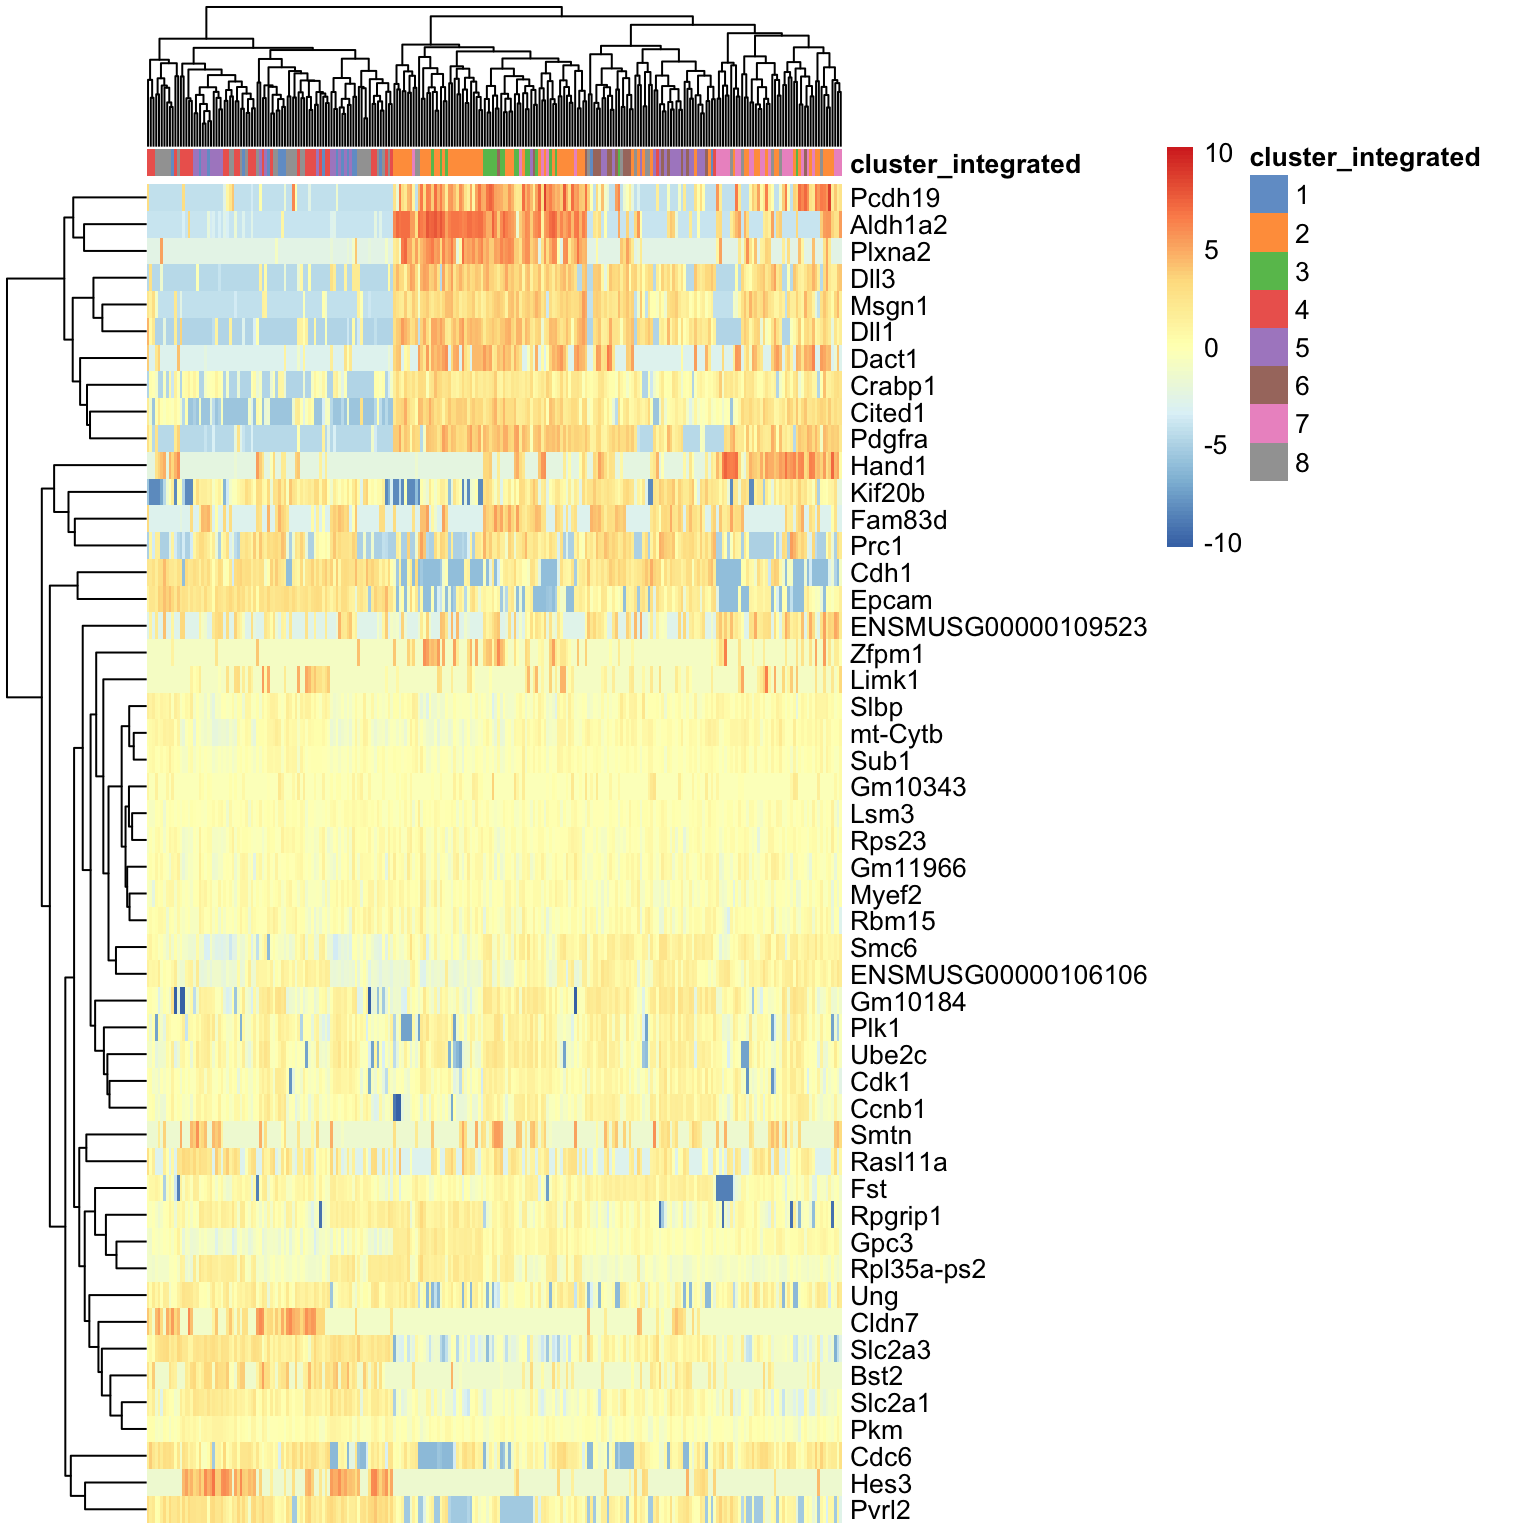 cluster_integrated
Pcdh19
Aldh1a2
Plxna2
Dll3
Msgn1
Dll1
Dact1
Crabp1
Cited1
Pdgfra
Hand1
Kif20b
Fam83d
Prc1
Cdh1
Epcam
ENSMUSG00000109523
Zfpm1
Limk1
Slbp
mt-Cytb
Sub1
Gm10343
Lsm3
Rps23
Gm11966
Myef2
Rbm15
Smc6
ENSMUSG00000106106
Gm10184
Plk1
Ube2c
Cdk1
Ccnb1
Smtn
Rasl11a
Fst
Rpgrip1
Gpc3
Rpl35a-ps2
Ung
Cldn7
Slc2a3
Bst2
Slc2a1
Pkm
Cdc6
Hes3
Pvrl2
10
5
0
-5
-10
cluster_integrated
1
2
3
4
5
6
7
8